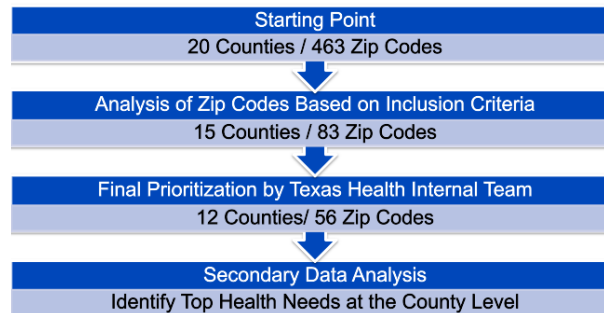 Starting Point
20 Counties / 463 Zip Codes
Analysis of Zip Codes Based on Inclusion Criteria
15 Counties / 83 Zip Codes
Final Prioritization by Texas Health Internal Team
12 Counties/ 56 Zip Codes
Secondary Data Analysis
Identify Top Health Needs at the County Level